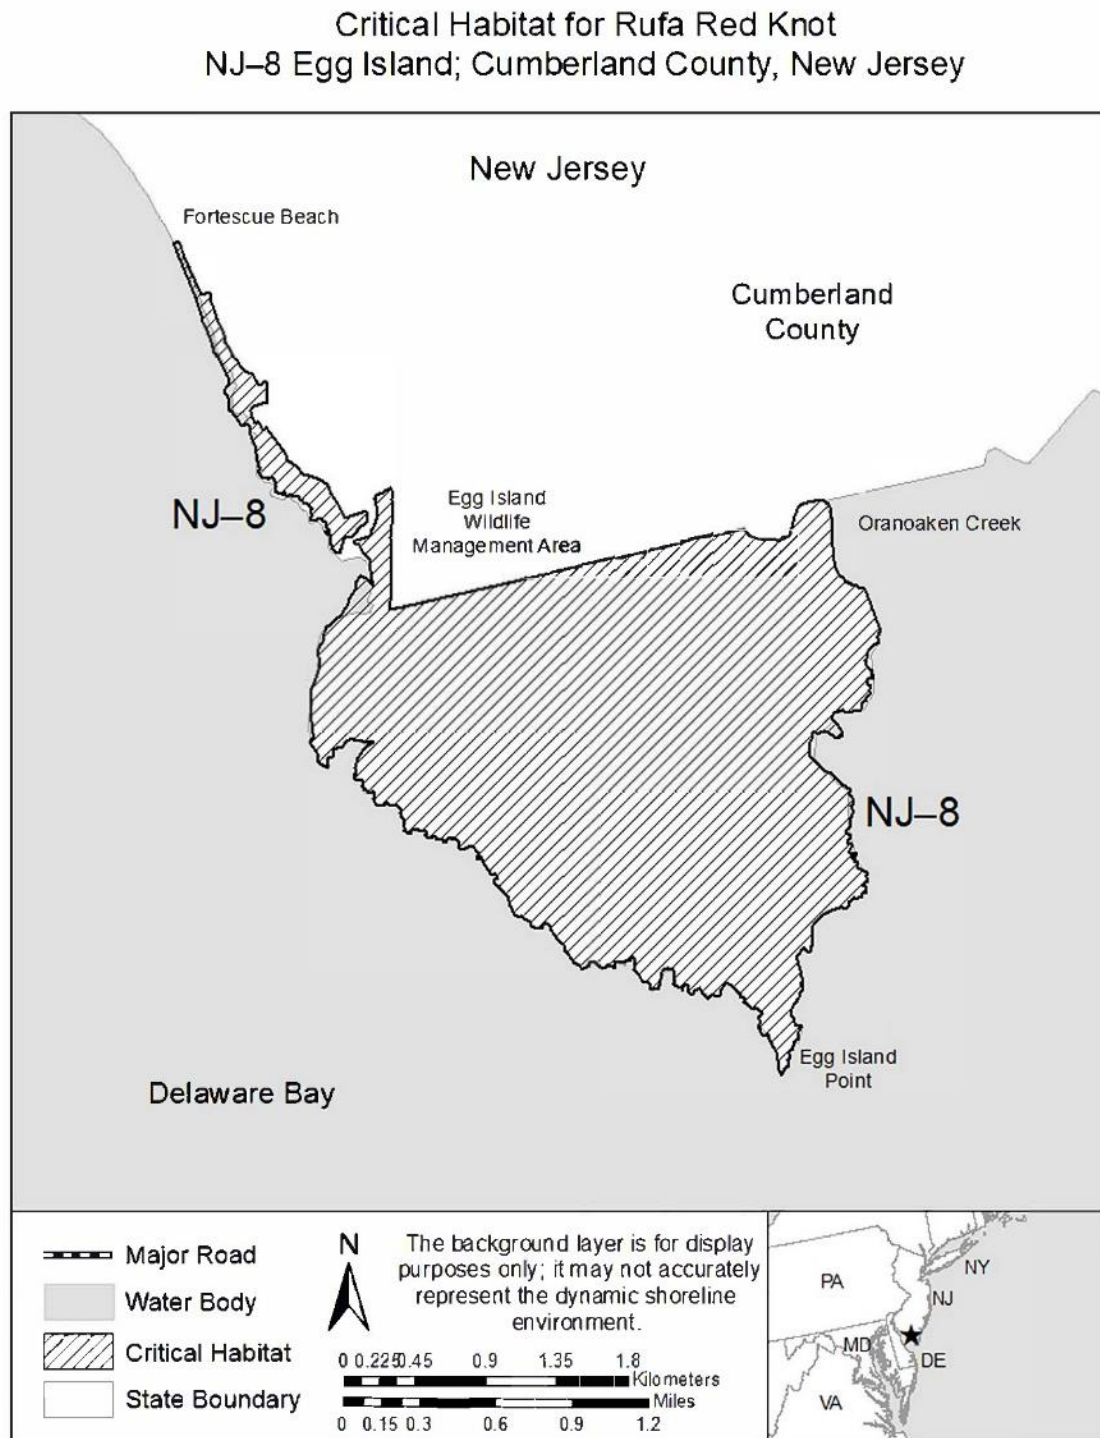 Critical Habitat for Rufa Red Knot
NJ–8 Egg Island; Cumberland County, New Jersey
New Jersey
Fortescue Beach
Cumberland
County
NJ–8
Egg Island
Wildlife
Management Area
Oranoaken Creek
NJ–8
Egg Island
Point
Delaware Bay
Major Road
Water Body
Critical Habitat
State Boundary
N
The background layer is for display
purposes only; it may not accurately
represent the dynamic shoreline
environment.
0 0.225 0.45 0.9 1.35 1.8
Kilometers
Miles
0 0.15 0.3 0.6 0.9 1.2
PA
NY
NJ
MD
DE
VA